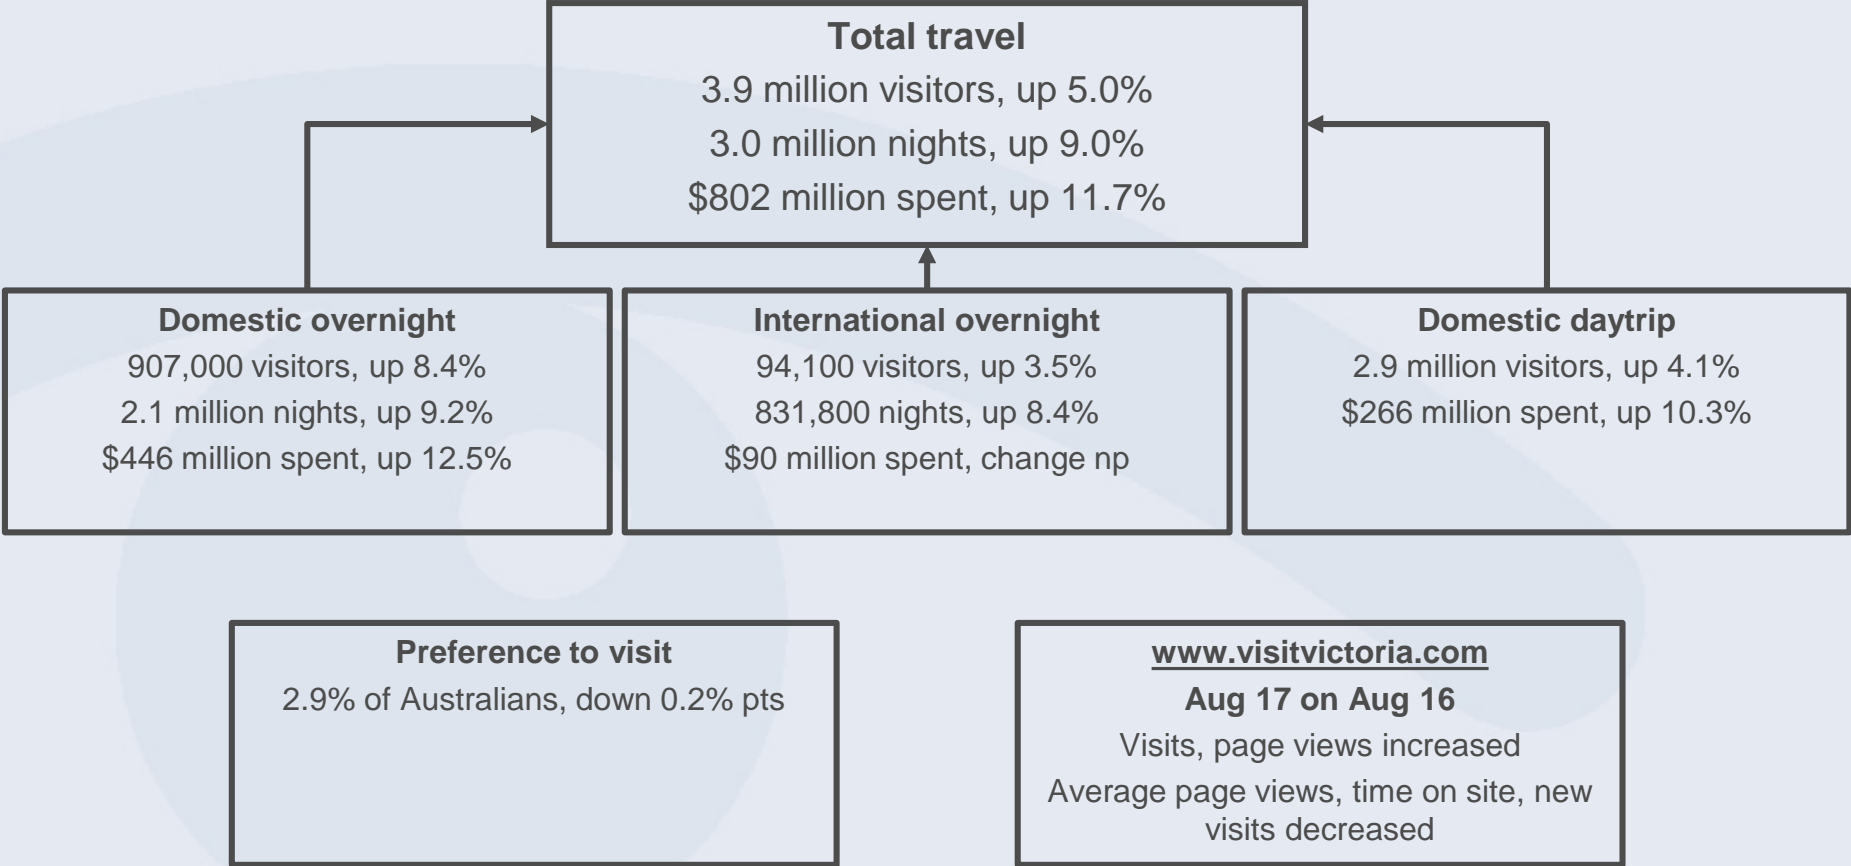 Total travel
3.9 million visitors, up 5.0%
3.0 million nights, up 9.0%
$802 million spent, up 11.7%
Domestic overnight
907,000 visitors, up 8.4%
2.1 million nights, up 9.2%
$446 million spent, up 12.5%
International overnight
94,100 visitors, up 3.5%
831,800 nights, up 8.4%
$90 million spent, change np
Domestic daytrip
2.9 million visitors, up 4.1%
$266 million spent, up 10.3%
Preference to visit
2.9% of Australians, down 0.2% pts
www.visitvictoria.com
Aug 17 on Aug 16
Visits, page views increased
Average page views, time on site, new
visits decreased